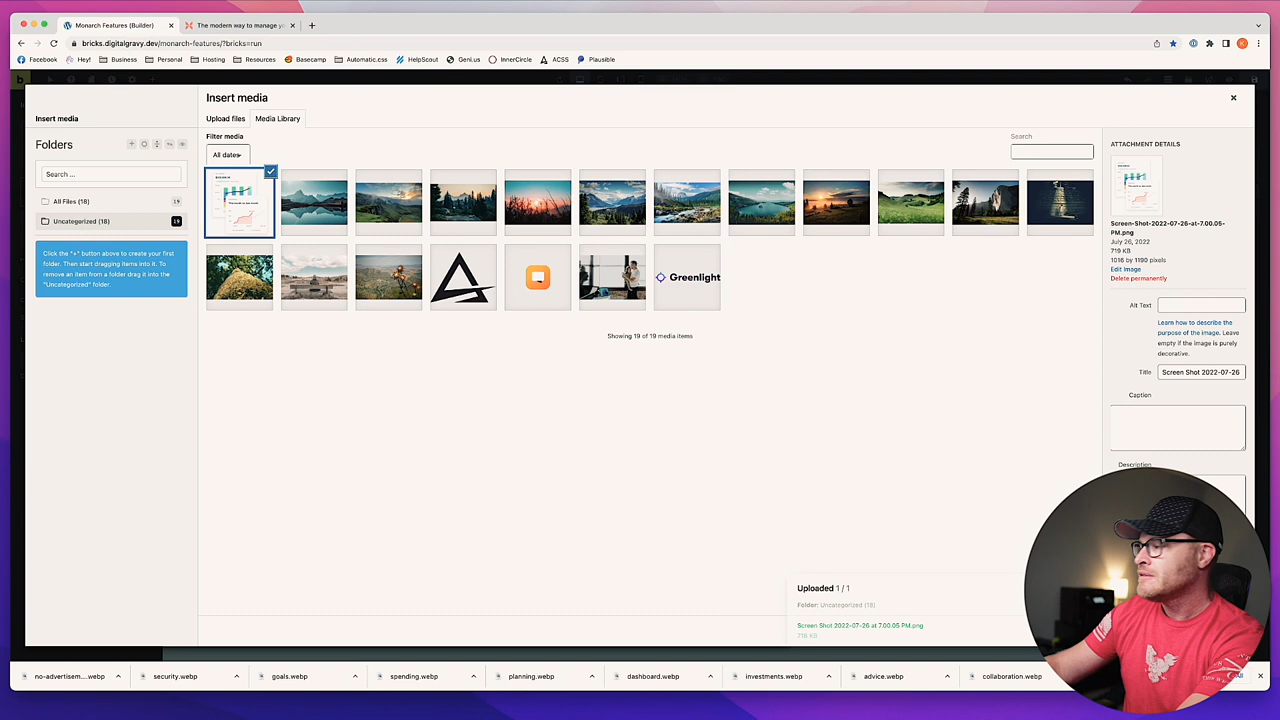 Monarch Features (Builder)
The modern way to manage yo
bricks.digitalgravy.dev/monarch-features/?bricks=run
Facebook
Hey!
Business
Personal
Hosting
Resources
Basecamp
Automatic.css
HelpScout
Geni.us
InnerCircle
ACSS
Plausible
Insert media
Insert media
Upload files
Media Library
Folders
Search ...
All Files (18)
19
Uncategorized (18)
19
Click the "+" button above to create your first
folder. Then start dragging items into it. To
remove an item from a folder drag it into the
"Uncategorized" folder.
Filter media
All dates
Search
Greenlight
Showing 19 of 19 media items
ATTACHMENT DETAILS
Screen-Shot-2022-07-26-at-7.00.05-
PM.png
July 26, 2022
719 KB
1016 by 1190 pixels
Edit Image
Delete permanently
Alt Text
Learn how to describe the
purpose of the image. Leave
empty if the image is purely
decorative.
Title
Screen Shot 2022-07-26
Caption
Description
Uploaded 1 / 1
Folder: Uncategorized (18)
Screen Shot 2022-07-26 at 7.00.05 PM.png
718 KB
no-advertisem....webp
security.webp
goals.webp
spending.webp
planning.webp
dashboard.webp
investments.webp
advice.webp
collaboration.webp